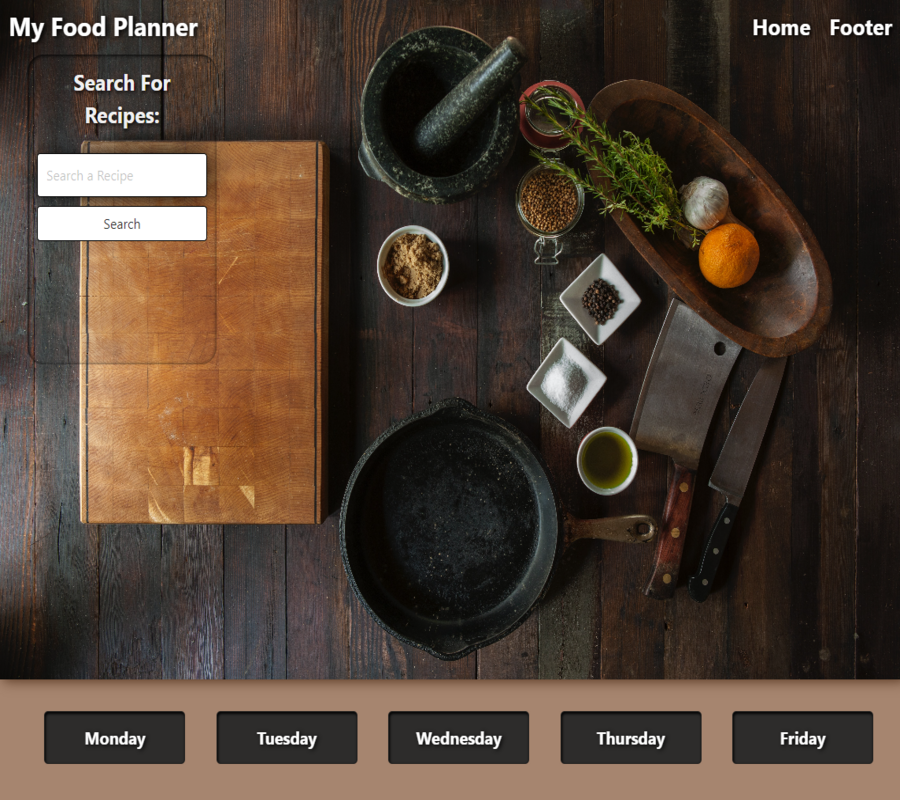 My Food Planner
Home Footer
Search For
Recipes:
Search a Recipe
Search
Monday Tuesday Wednesday Thursday Friday